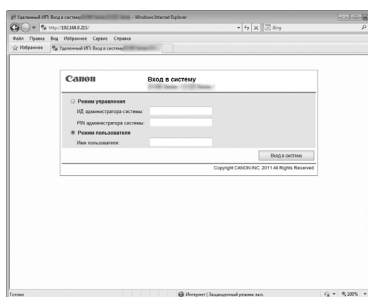 Удаленный ИП: Вход в систему - Windows Internet Explorer
http://192.168.0.215/
Bing
Файл Правка Вид Избранное Сервис Справка
Избранное Удаленный ИП: Вход в систему
Canon Вход в систему
Режим управления
ИД администратора системы:
PIN администратора системы:
Режим пользователя
Имя пользователя:
Вход в систему
Copyright CANON INC. 2011 All Rights Reserved
Готово Интернет | Защищенный режим: вкл. 100%